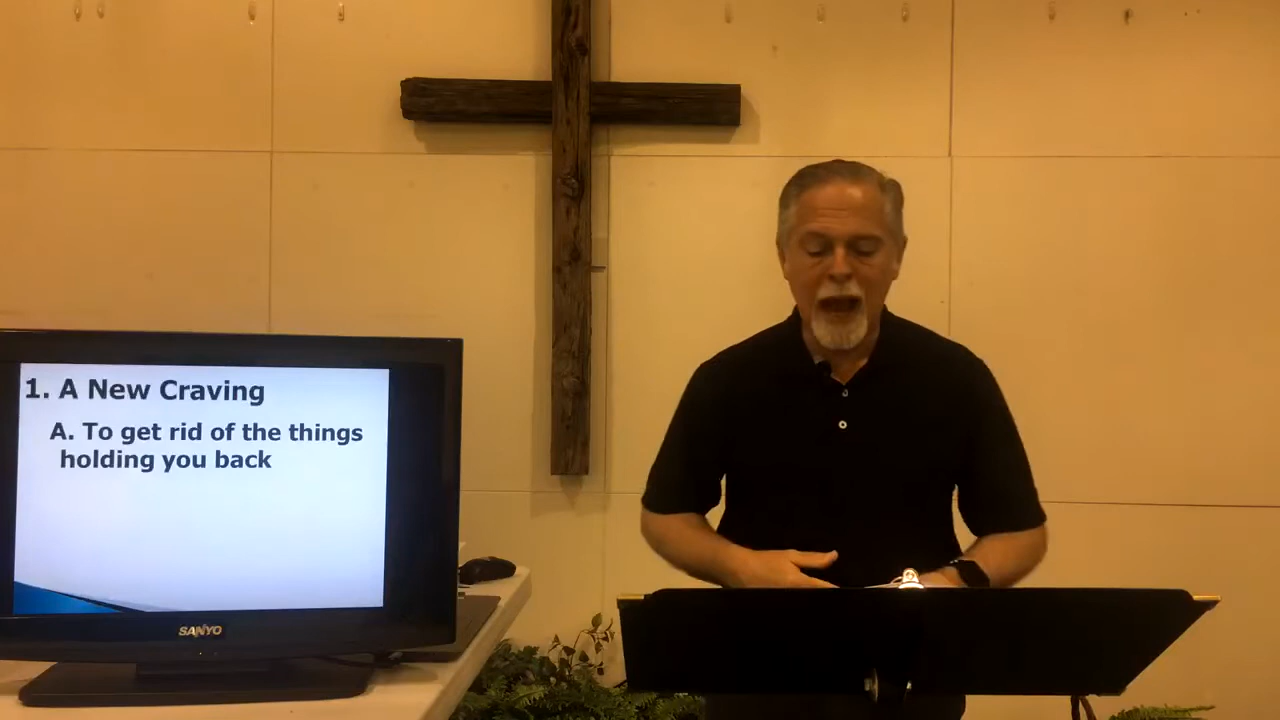 1. A New Craving
A. To get rid of the things
holding you back
SANYO